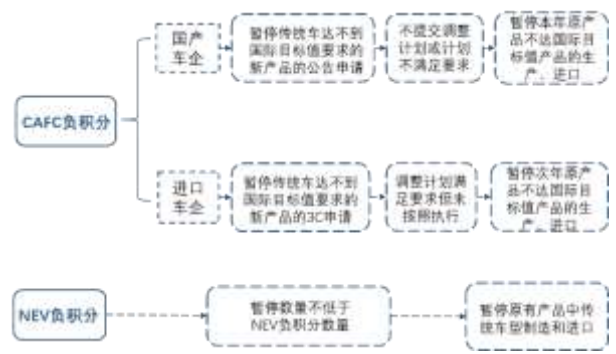 国产
车企
暂停传统车达不到
国际目标值要求的
新产品的公告申请
不提交调整
计划或计划
不满足要求
暂停本年原产
品不达国际目
标值产品的生
产、进口
CAFC负积分
进口
车企
暂停传统车达不到
国际目标值要求的
新产品的3C申请
调整计划满
足要求但未
按照执行
暂停次年原产
品不达国际目
标值产品的生
产、进口
NEV负积分
暂停数量不低于
NEV负积分数量
暂停原有产品中传
统车型制造和进口